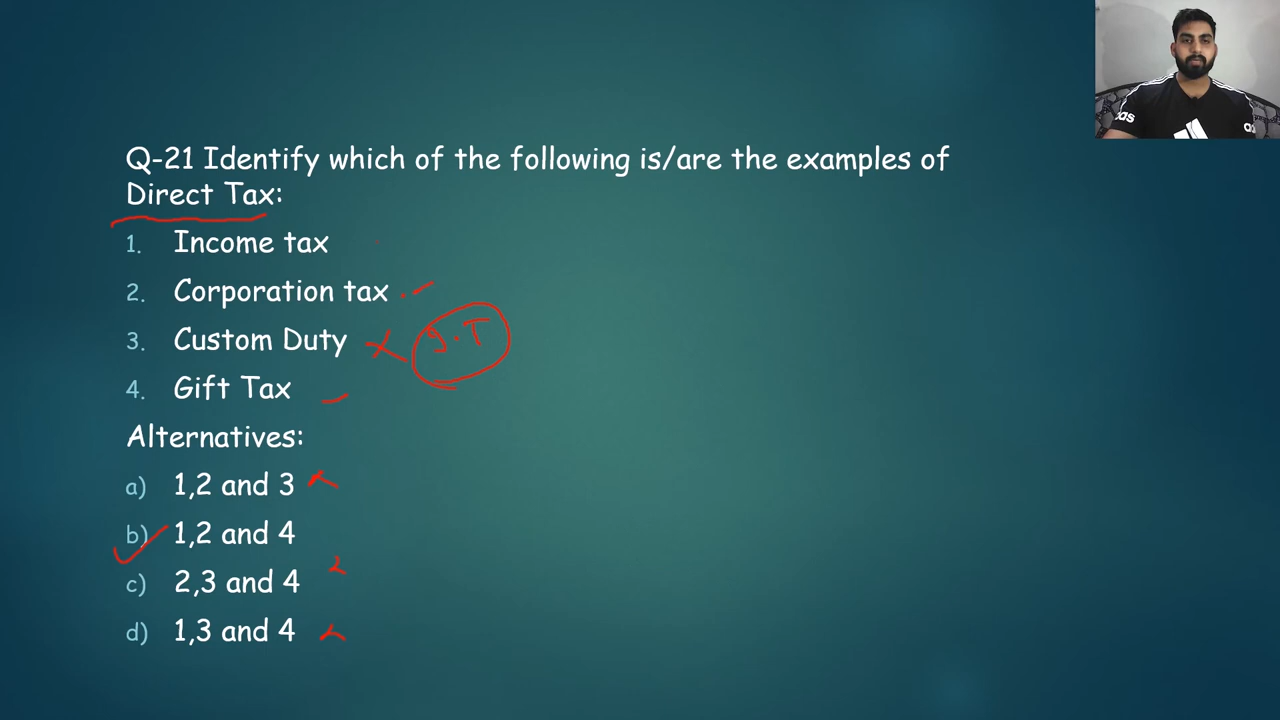 Q-21 Identify which of the following is/are the examples of
Direct Tax:
1. Income tax
2. Corporation tax
3. Custom Duty I.T
4. Gift Tax
Alternatives:
a) 1,2 and 3
b) 1,2 and 4
c) 2,3 and 4
d) 1,3 and 4